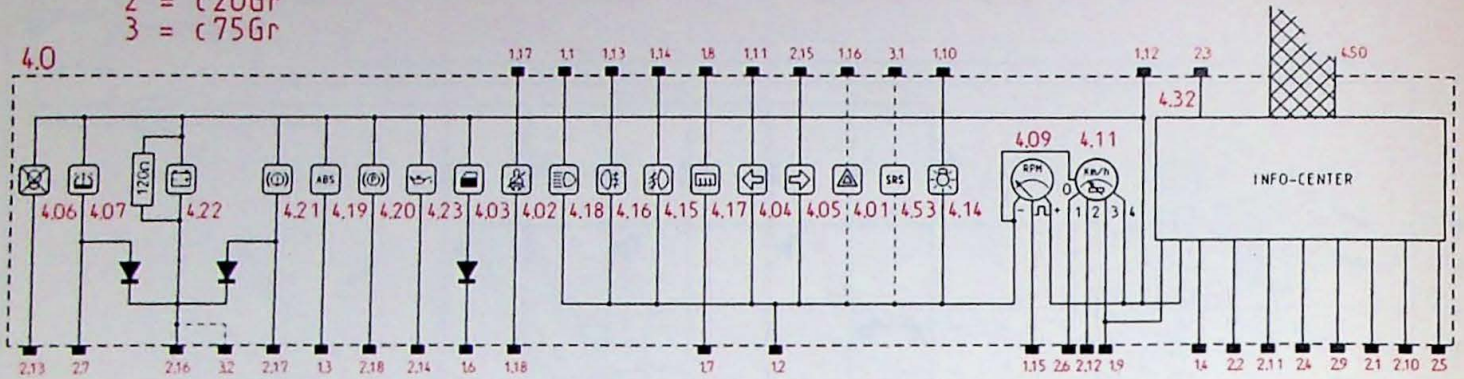 2 = c20Gr
3 = c75Gr
4.0
1,17 1,1 1,13 1,14 1,8 1,11 2,15 1,16 3,1 1,10 1,12 2,3 4.50
4.32
4.09 4.11
120Ω ABS (P) SRS RPM Km/h INFO-CENTER
0
- + 1 2 3 4
4.06 4.07 4.22 4.21 4.19 4.20 4.23 4.03 4.02 4.18 4.16 4.15 4.17 4.04 4.05 4.01 4.53 4.14
2,13 2,7 2,16 3,2 2,17 1,3 2,18 2,14 1,6 1,18 1,7 1,2 1,15 2,6 2,12 1,9 1,4 2,2 2,11 2,4 2,9 2,1 2,10 2,5